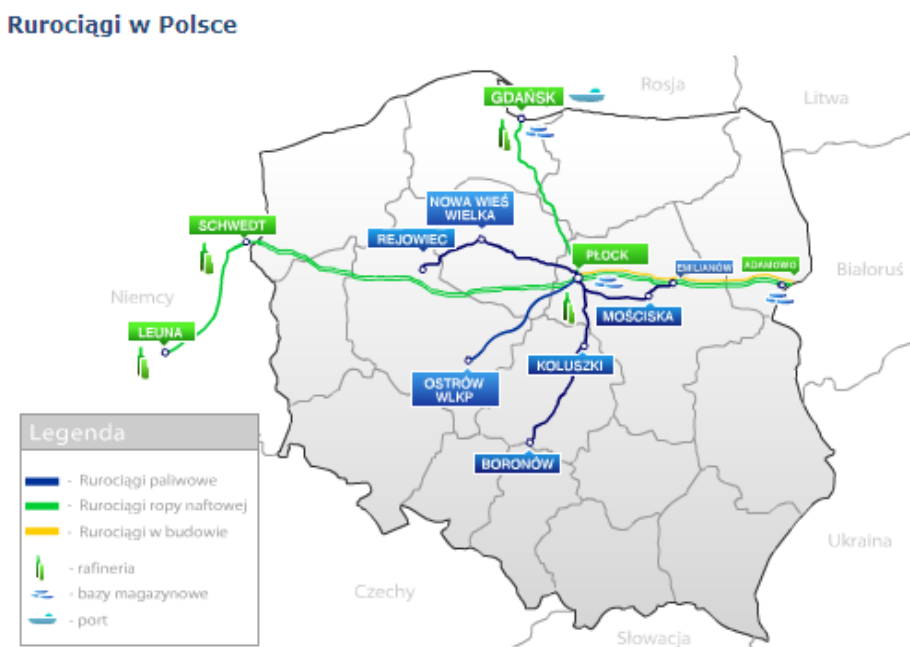 Rurociągi w Polsce
Rosja
GDAŃSK
Litwa
NOWA WIEŚ
WIELKA
SCHWEDT
REJOWIEC
PŁOCK
EMILIANÓW
ADAMOWO
Białoruś
Niemcy
MOŚCISKA
LEUNA
KOLUSZKI
OSTRÓW
WLKP
Legenda
BORONÓW
- Rurociągi paliwowe
- Rurociągi ropy naftowej
- Rurociągi w budowie
Ukraina
- rafineria
- bazy magazynowe
Czechy
- port
Słowacja